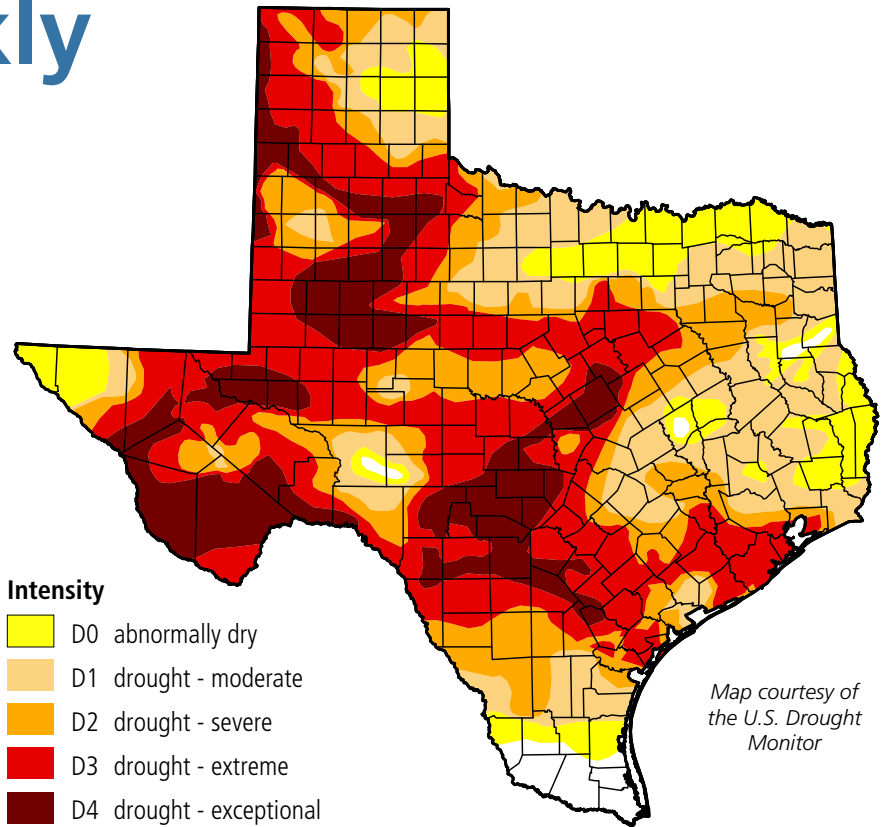 kly
Intensity
D0 abnormally dry
D1 drought - moderate
D2 drought - severe
D3 drought - extreme
D4 drought - exceptional
Map courtesy of
the U.S. Drought
Monitor